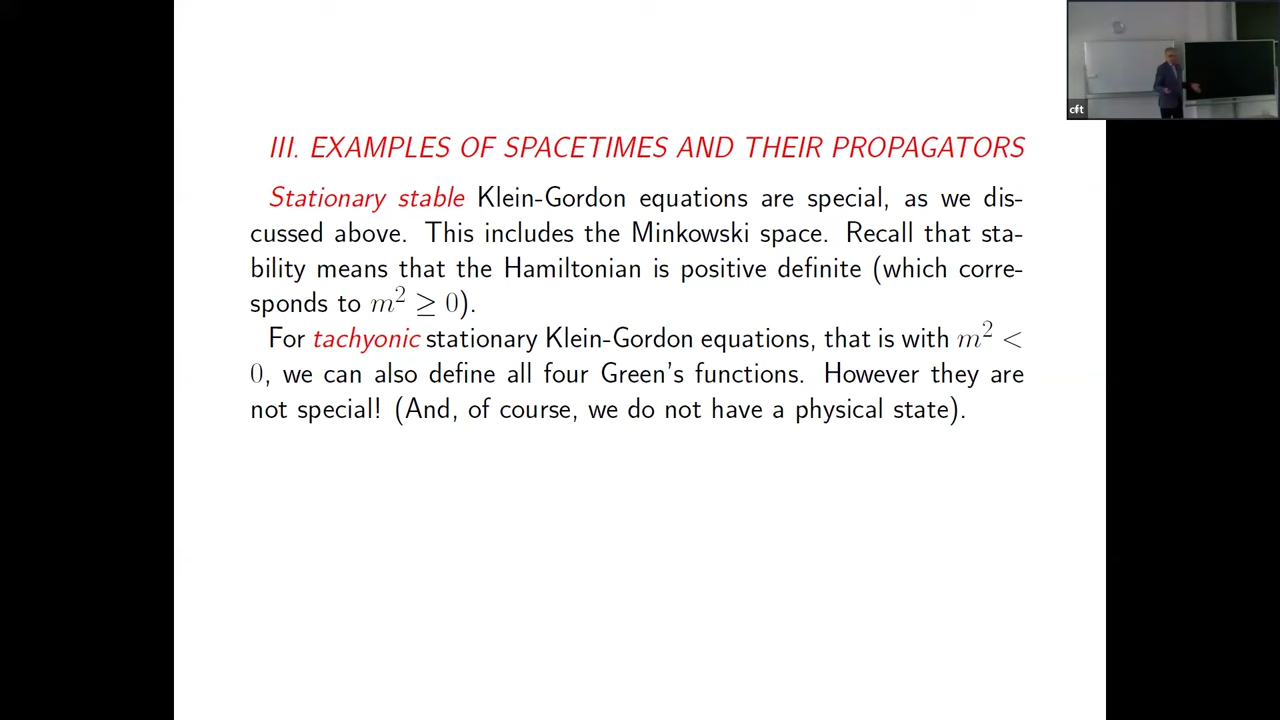 cft
III. EXAMPLES OF SPACETIMES AND THEIR PROPAGATORS
Stationary stable Klein-Gordon equations are special, as we dis-
cussed above. This includes the Minkowski space. Recall that sta-
bility means that the Hamiltonian is positive definite (which corre-
sponds to m² ≥ 0).
For tachyonic stationary Klein-Gordon equations, that is with m² <
0, we can also define all four Green's functions. However they are
not special! (And, of course, we do not have a physical state).